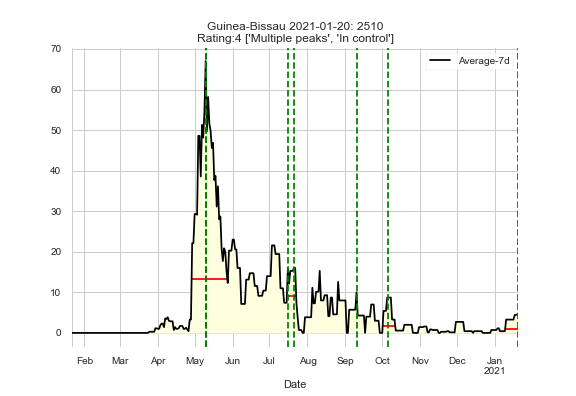 Guinea-Bissau 2021-01-20: 2510
Rating:4 ['Multiple peaks', 'In control']
70
60
50
40
30
20
10
0
Average-7d
Feb Mar Apr May Jun Jul Aug Sep Oct Nov Dec Jan
2021
Date